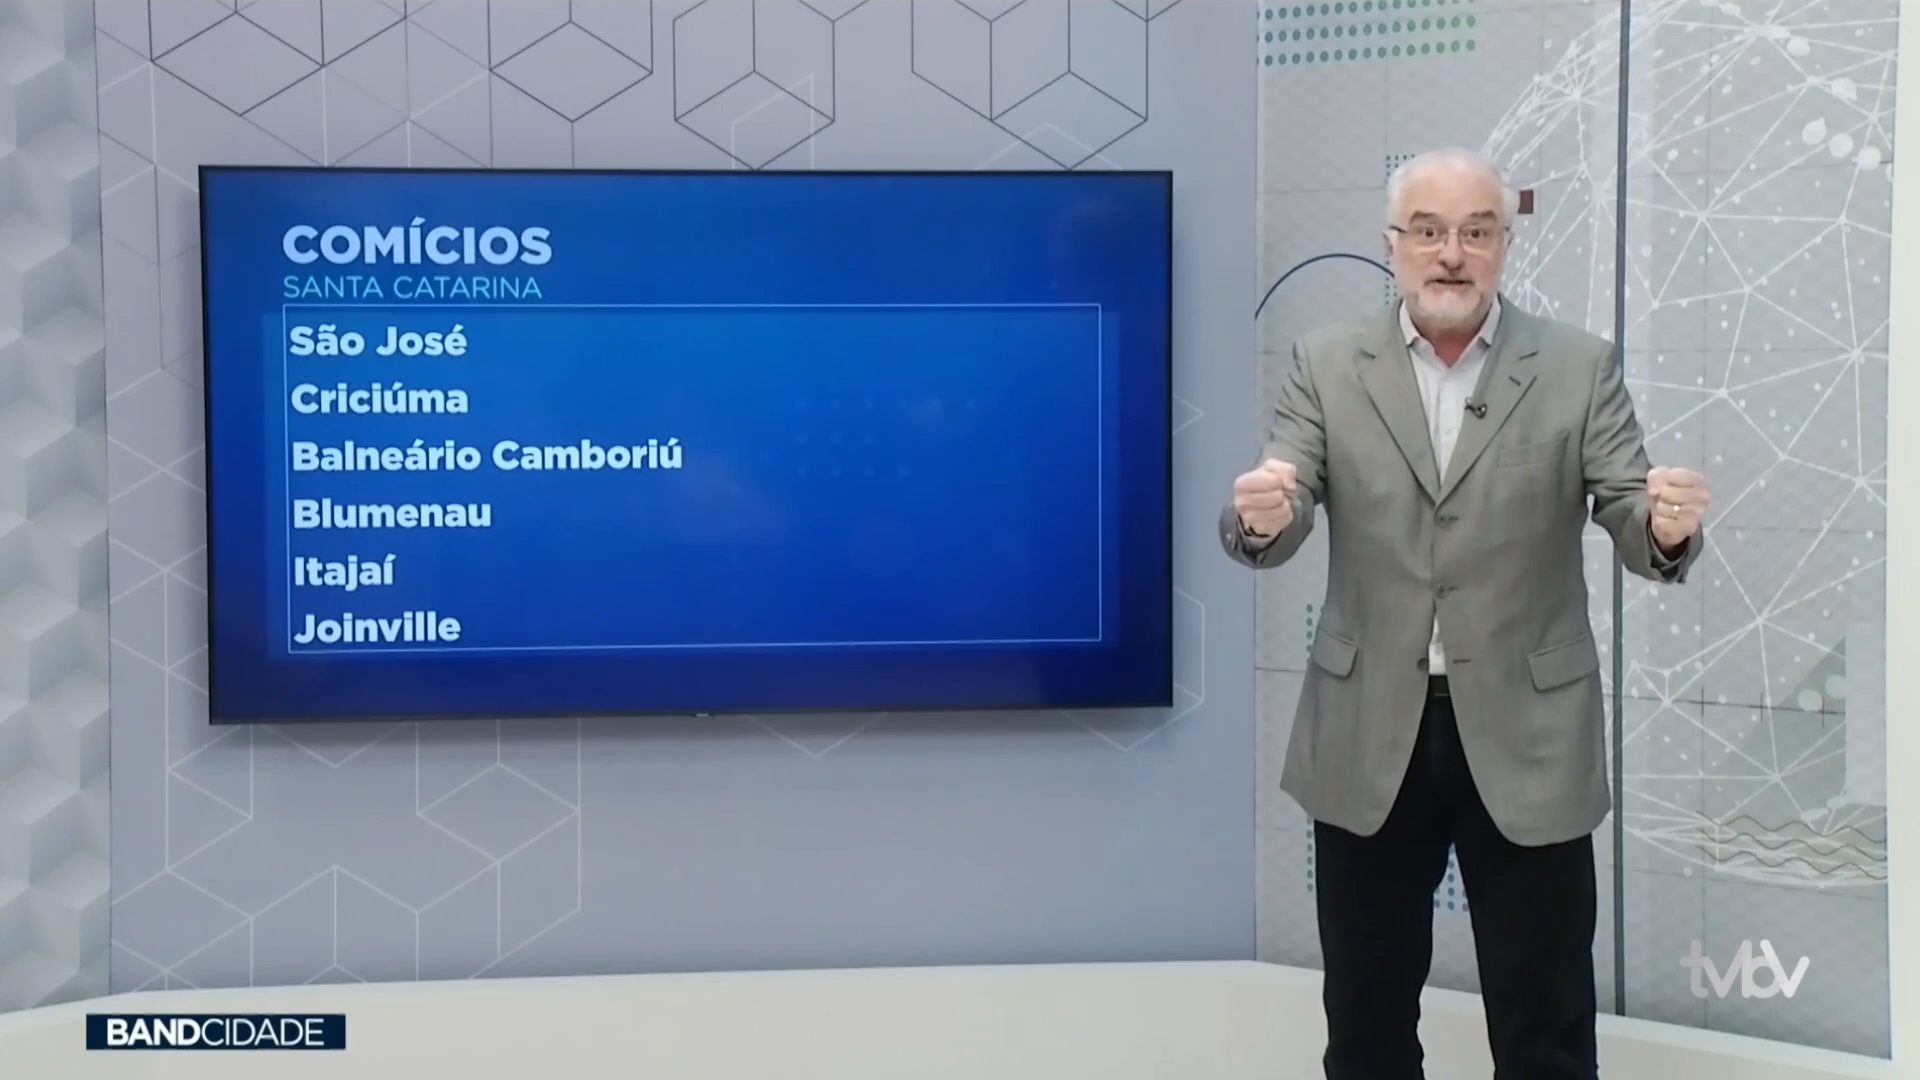 COMÍCIOS
SANTA CATARINA
São José
Criciúma
Balneário Camboriú
Blumenau
Itajaí
Joinville
tvbv
BANDCIDADE